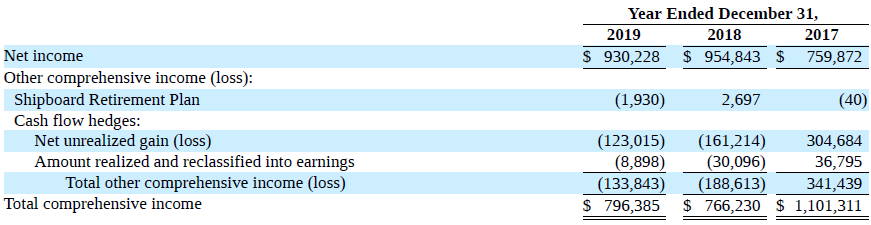 Year Ended December 31,
2019 2018 2017
Net income $ 930,228 $ 954,843 $ 759,872
Other comprehensive income (loss):
Shipboard Retirement Plan (1,930) 2,697 (40)
Cash flow hedges:
Net unrealized gain (loss) (123,015) (161,214) 304,684
Amount realized and reclassified into earnings (8,898) (30,096) 36,795
Total other comprehensive income (loss) (133,843) (188,613) 341,439
Total comprehensive income $ 796,385 $ 766,230 $ 1,101,311